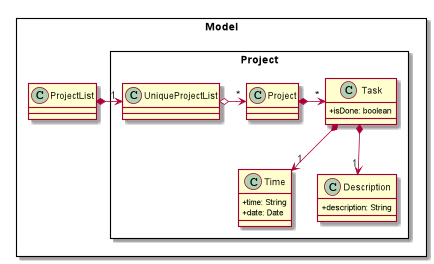 Model
Project
C ProjectList
1
C UniqueProjectList
*
C Project
*
C Task
+isDone: boolean
1
1
C Time
+time: String
+date: Date
C Description
+description: String